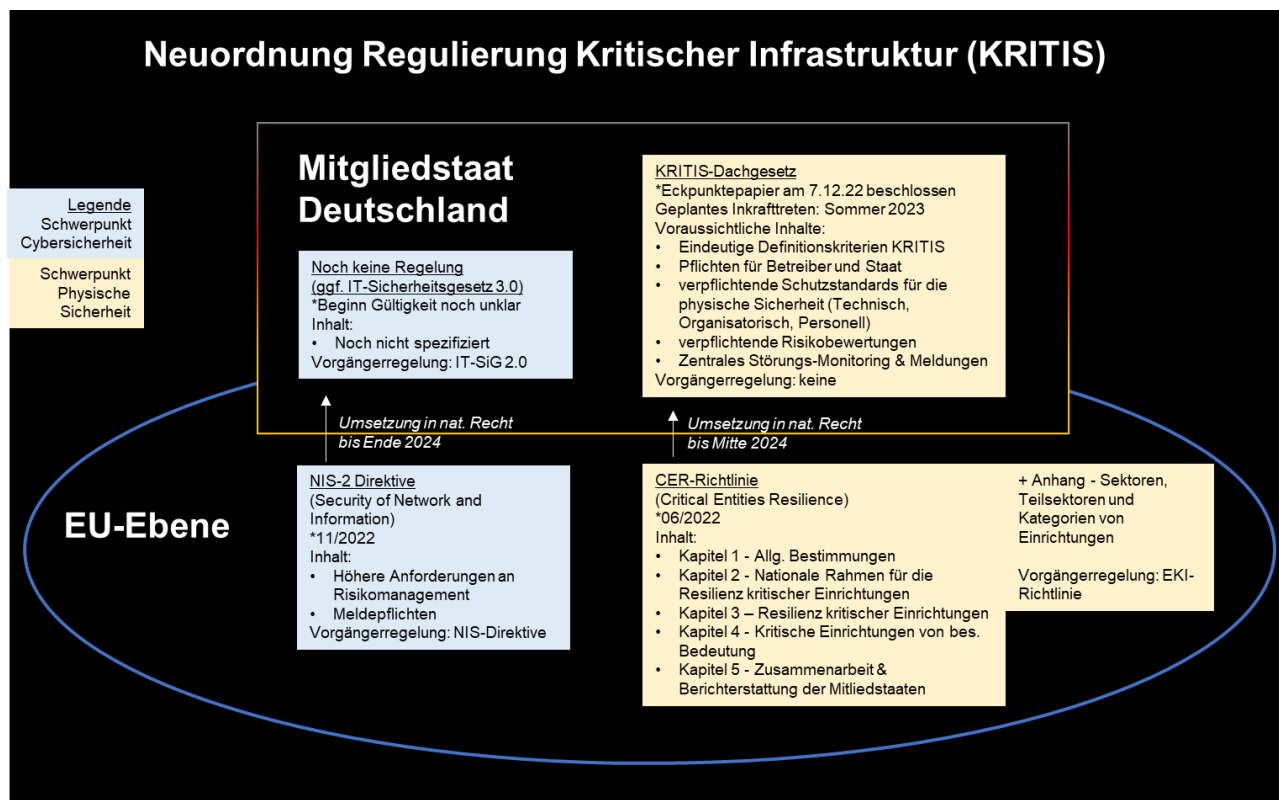 Neuordnung Regulierung Kritischer Infrastruktur (KRITIS)
Mitgliedstaat
Deutschland
Legende
Schwerpunkt
Cybersicherheit
Schwerpunkt
Physische
Sicherheit
Noch keine Regelung
(ggf. IT-Sicherheitsgesetz 3.0)
*Beginn Gültigkeit noch unklar
Inhalt:
• Noch nicht spezifiziert
Vorgängerregelung: IT-SiG 2.0
KRITIS-Dachgesetz
*Eckpunktepapier am 7.12.22 beschlossen
Geplantes Inkrafttreten: Sommer 2023
Voraussichtliche Inhalte:
• Eindeutige Definitionskriterien KRITIS
• Pflichten für Betreiber und Staat
• verpflichtende Schutzstandards für die
physische Sicherheit (Technisch,
Organisatorisch, Personell)
• verpflichtende Risikobewertungen
• Zentrales Störungs-Monitoring & Meldungen
Vorgängerregelung: keine
Umsetzung in nat. Recht
bis Ende 2024
Umsetzung in nat. Recht
bis Mitte 2024
EU-Ebene
NIS-2 Direktive
(Security of Network and
Information)
*11/2022
Inhalt:
• Höhere Anforderungen an
Risikomanagement
• Meldepflichten
Vorgängerregelung: NIS-Direktive
CER-Richtlinie
(Critical Entities Resilience)
*06/2022
Inhalt:
• Kapitel 1 - Allg. Bestimmungen
• Kapitel 2 - Nationale Rahmen für die
Resilienz kritischer Einrichtungen
• Kapitel 3 – Resilienz kritischer Einrichtungen
• Kapitel 4 - Kritische Einrichtungen von bes.
Bedeutung
• Kapitel 5 - Zusammenarbeit &
Berichterstattung der Mitliedstaaten
+ Anhang - Sektoren,
Teilsektoren und
Kategorien von
Einrichtungen
Vorgängerregelung: EKI-
Richtlinie